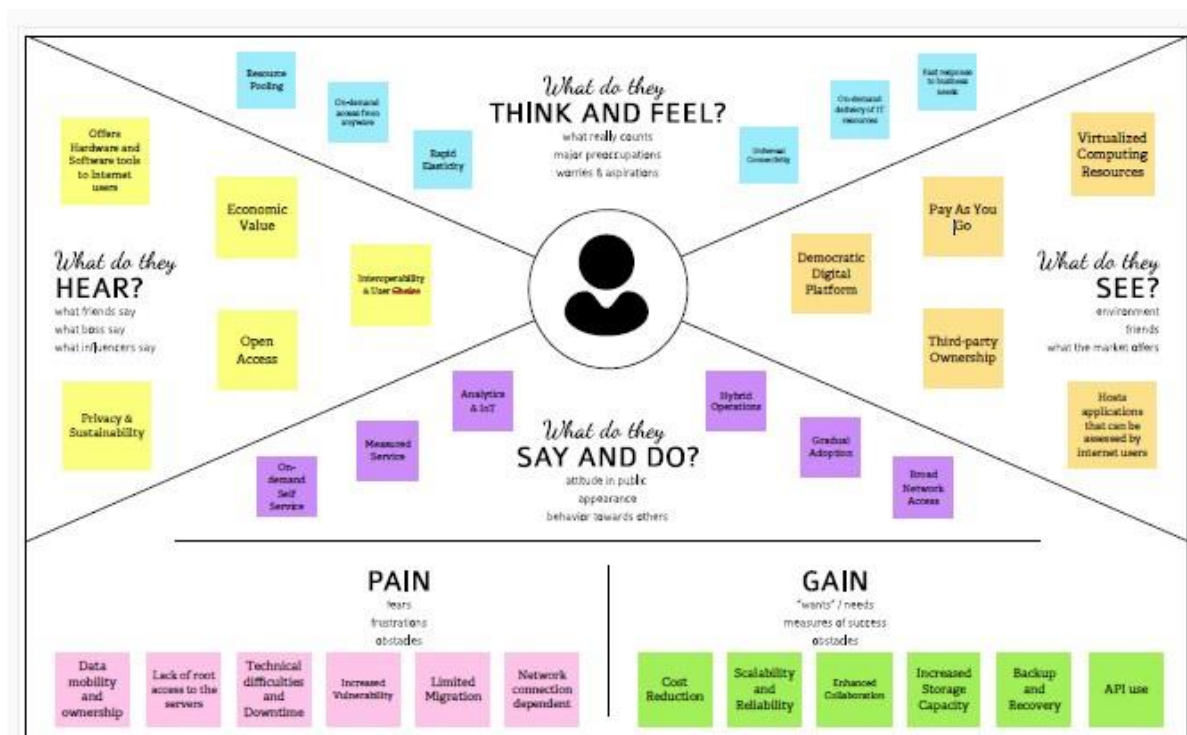 What do they
THINK AND FEEL?
what really counts
major preoccupations
worries & aspirations
Resource
Pooling
On-demand
access from
anyware
Rapid
Elasticity
Universal
Connectivity
On-demand
delivery of IT
resources
Fast response
to business
needs
What do they
HEAR?
what friends say
what boss say
what influencers say
Offers
Hardware and
Software tools
to Internet
users
Economic
Value
Interoperability
& User Choice
Open
Access
Privacy &
Sustainability
What do they
SEE?
environment
friends
what the market offers
Virtualized
Computing
Resources
Pay As You
Go
Democratic
Digital
Platform
Third-party
Ownership
Hosts
applications
that can be
assessed by
Internet users
What do they
SAY AND DO?
attitude in public
appearance
behavior towards others
Analytics
& IoT
Measured
Service
On-
demand
Self
Service
Hybrid
Operations
Gradual
Adoption
Broad
Network
Access
PAIN
fears
frustrations
obstacles
Data
mobility
and
ownership
Lack of root
access to the
servers
Technical
difficulties
and
Downtime
Increased
Vulnerability
Limited
Migration
Network
connection
dependent
GAIN
"wants" / needs
measures of success
obstacles
Cost
Reduction
Scalability
and
Reliability
Enhanced
Collaboration
Increased
Storage
Capacity
Backup
and
Recovery
API use